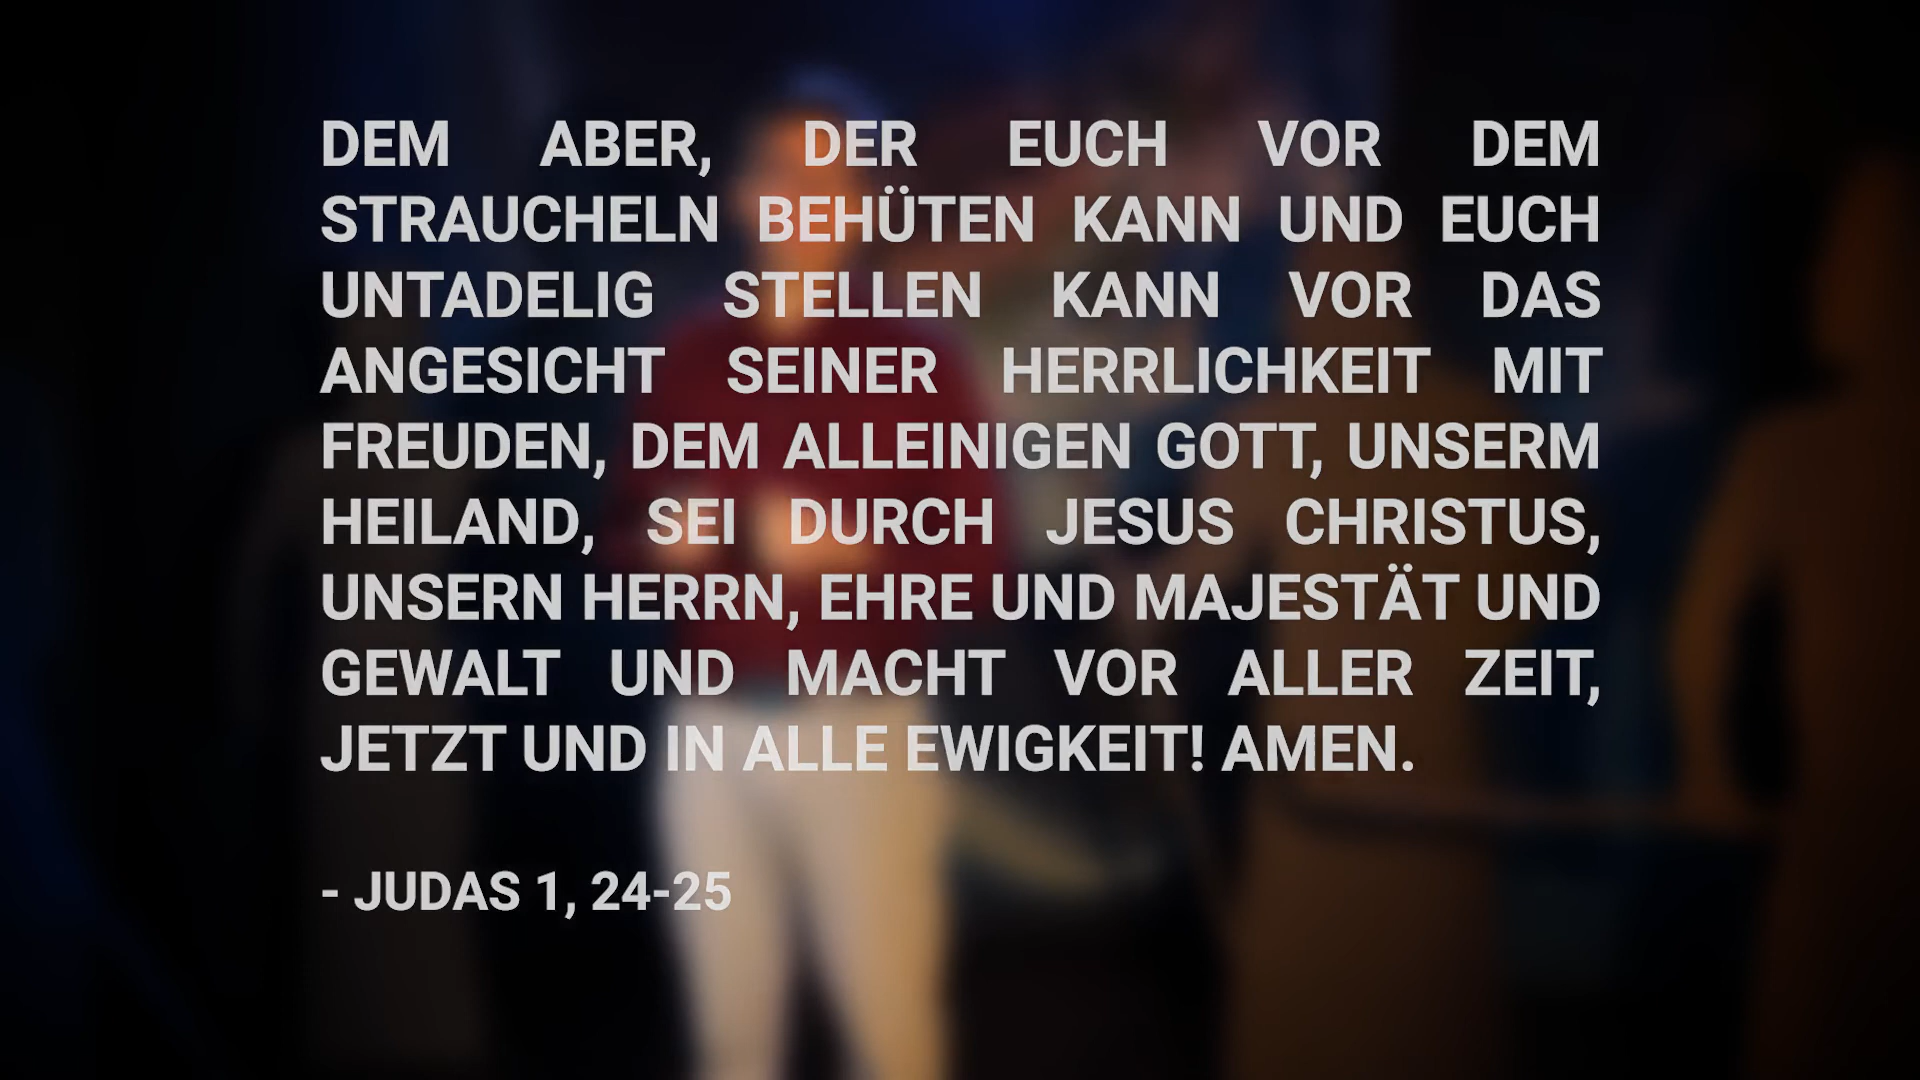 DEM ABER, DER EUCH VOR DEM
STRAUCHELN BEHÜTEN KANN UND EUCH
UNTADELIG STELLEN KANN VOR DAS
ANGESICHT SEINER HERRLICHKEIT MIT
FREUDEN, DEM ALLEINIGEN GOTT, UNSERM
HEILAND, SEI DURCH JESUS CHRISTUS,
UNSERN HERRN, EHRE UND MAJESTÄT UND
GEWALT UND MACHT VOR ALLER ZEIT,
JETZT UND IN ALLE EWIGKEIT! AMEN.
- JUDAS 1, 24-25